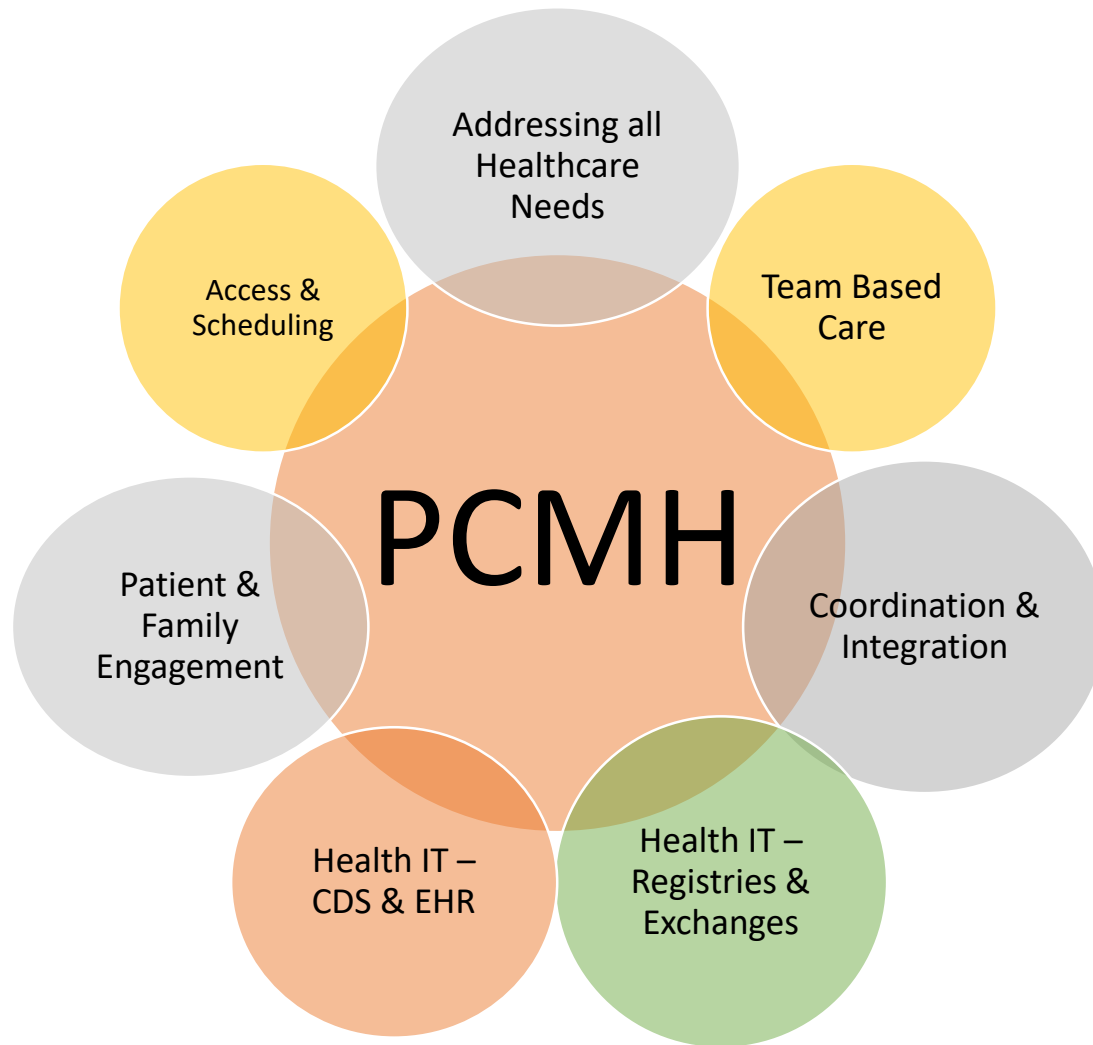 Addressing all
Healthcare
Needs
Access &
Scheduling
Team Based
Care
PCMH
Patient &
Family
Engagement
Coordination &
Integration
Health IT –
CDS & EHR
Health IT –
Registries &
Exchanges